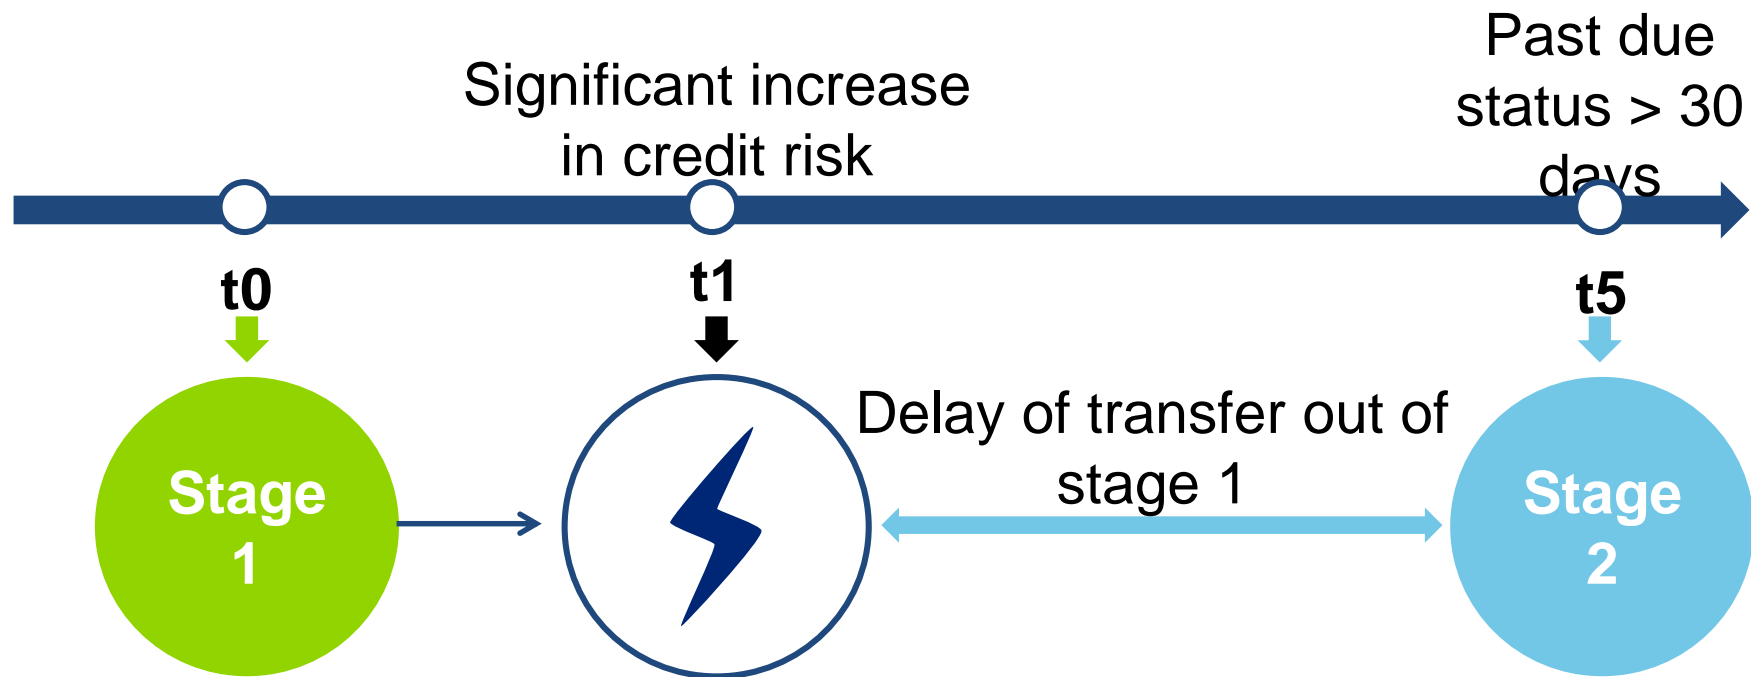 Past due
status > 30
days
Significant increase
in credit risk
t0
t1
t5
Stage
1
Delay of transfer out of
stage 1
Stage
2